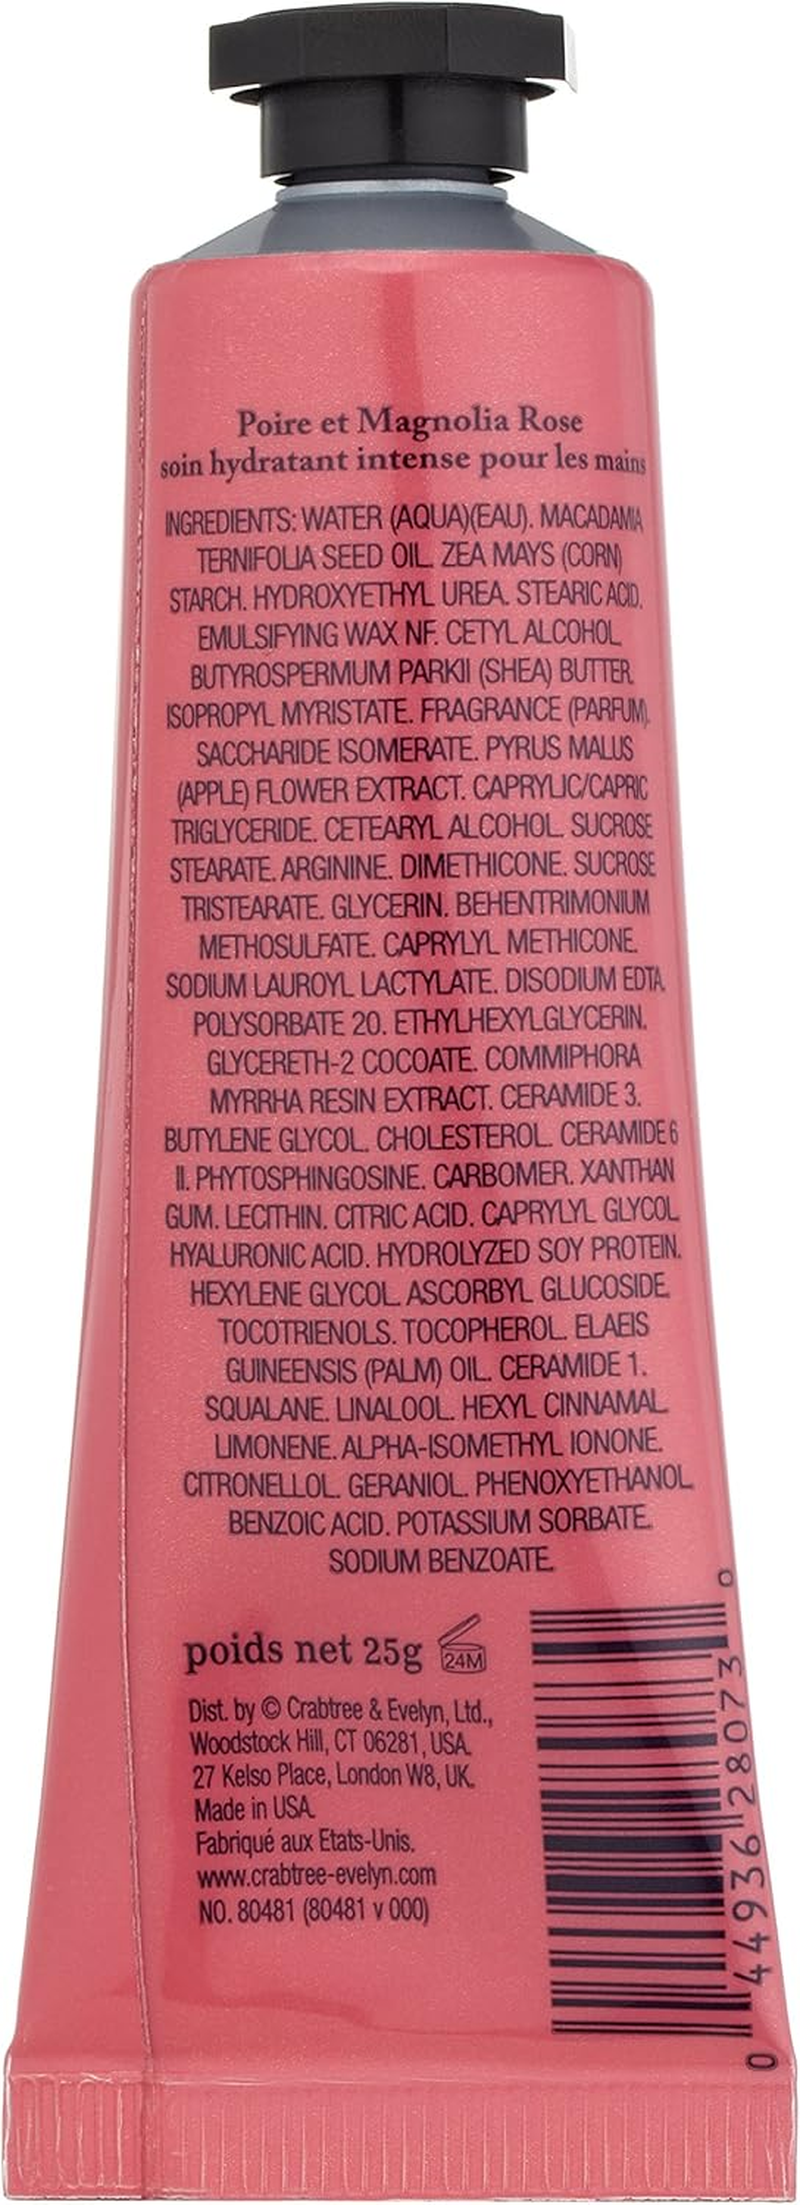 Poire et Magnolia Rose
soin hydratant intense pour les mains
INGREDIENTS: WATER (AQUA)(EAU). MACADAMIA
TERNIFOLIA SEED OIL. ZEA MAYS (CORN)
STARCH. HYDROXYETHYL UREA. STEARIC ACID.
EMULSIFYING WAX NF. CETYL ALCOHOL.
BUTYROSPERMUM PARKII (SHEA) BUTTER.
ISOPROPYL MYRISTATE. FRAGRANCE (PARFUM).
SACCHARIDE ISOMERATE. PYRUS MALUS
(APPLE) FLOWER EXTRACT. CAPRYLIC/CAPRIC
TRIGLYCERIDE. CETEARYL ALCOHOL. SUCROSE
STEARATE. ARGININE. DIMETHICONE. SUCROSE
TRISTEARATE. GLYCERIN. BEHENTRIMONIUM
METHOSULFATE. CAPRYLYL METHICONE.
SODIUM LAUROYL LACTYLATE. DISODIUM EDTA.
POLYSORBATE 20. ETHYLHEXYLGLYCERIN.
GLYCERETH-2 COCOATE. COMMIPHORA
MYRRHA RESIN EXTRACT. CERAMIDE 3.
BUTYLENE GLYCOL. CHOLESTEROL. CERAMIDE 6
II. PHYTOSPHINGOSINE. CARBOMER. XANTHAN
GUM. LECITHIN. CITRIC ACID. CAPRYLYL GLYCOL.
HYALURONIC ACID. HYDROLYZED SOY PROTEIN.
HEXYLENE GLYCOL. ASCORBYL GLUCOSIDE.
TOCOTRIENOLS. TOCOPHEROL. ELAEIS
GUINEENSIS (PALM) OIL. CERAMIDE 1.
SQUALANE. LINALOOL. HEXYL CINNAMAL.
LIMONENE. ALPHA-ISOMETHYL IONONE.
CITRONELLOL. GERANIOL. PHENOXYETHANOL.
BENZOIC ACID. POTASSIUM SORBATE.
SODIUM BENZOATE.
poids net 25g 24M
Dist. by © Crabtree & Evelyn, Ltd.,
Woodstock Hill, CT 06281, USA.
27 Kelso Place, London W8, UK.
Made in USA.
Fabriqué aux Etats-Unis.
www.crabtree-evelyn.com
NO. 80481 (80481 v 000)
0 44936 28073 0